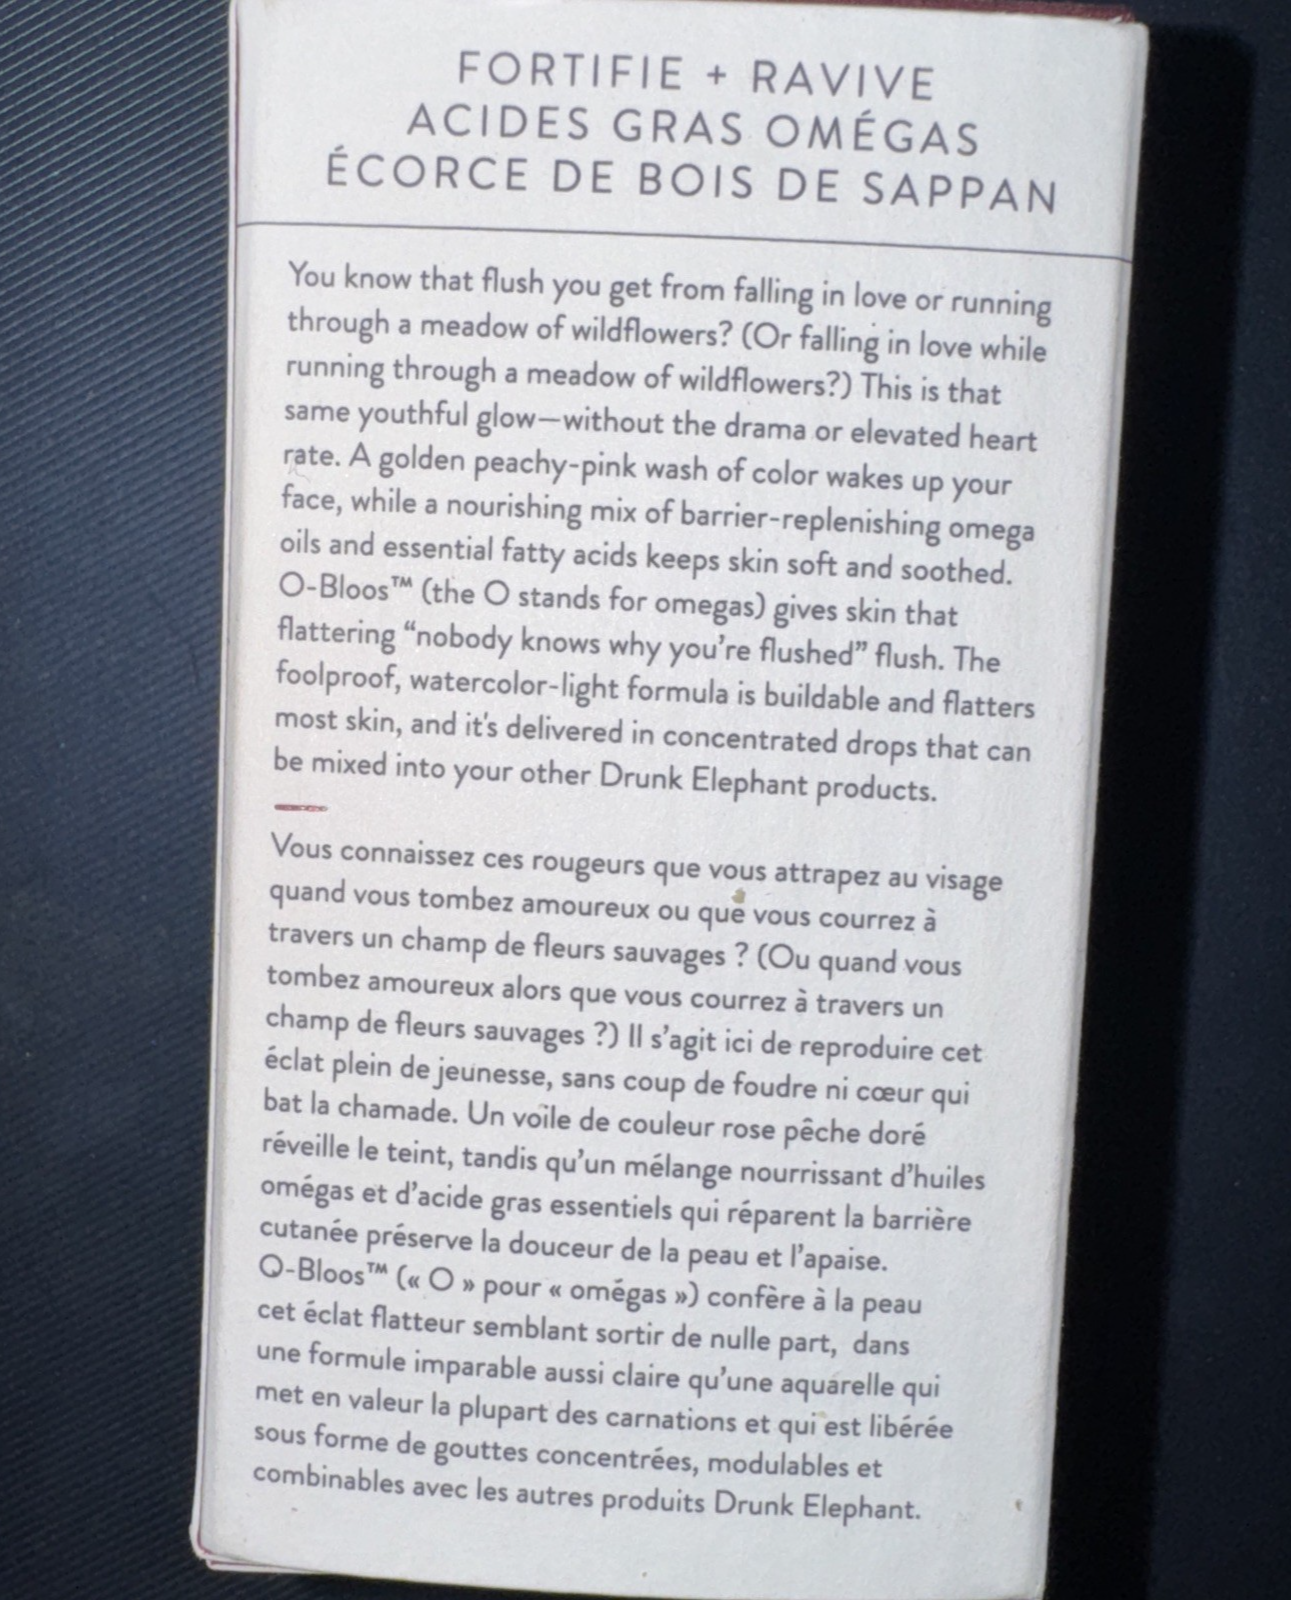 FORTIFIE + RAVIVE
ACIDES GRAS OMÉGAS
ÉCORCE DE BOIS DE SAPPAN
You know that flush you get from falling in love or running
through a meadow of wildflowers? (Or falling in love while
running through a meadow of wildflowers?) This is that
same youthful glow—without the drama or elevated heart
rate. A golden peachy-pink wash of color wakes up your
face, while a nourishing mix of barrier-replenishing omega
oils and essential fatty acids keeps skin soft and soothed.
O-Bloos™ (the O stands for omegas) gives skin that
flattering “nobody knows why you’re flushed” flush. The
foolproof, watercolor-light formula is buildable and flatters
most skin, and it's delivered in concentrated drops that can
be mixed into your other Drunk Elephant products.
Vous connaissez ces rougeurs que vous attrapez au visage
quand vous tombez amoureux ou que vous courrez à
travers un champ de fleurs sauvages ? (Ou quand vous
tombez amoureux alors que vous courrez à travers un
champ de fleurs sauvages ?) Il s’agit ici de reproduire cet
éclat plein de jeunesse, sans coup de foudre ni cœur qui
bat la chamade. Un voile de couleur rose pêche doré
réveille le teint, tandis qu’un mélange nourrissant d’huiles
omégas et d’acide gras essentiels qui réparent la barrière
cutanée préserve la douceur de la peau et l’apaise.
O-Bloos™ (« O » pour « omégas ») confère à la peau
cet éclat flatteur semblant sortir de nulle part, dans
une formule imparable aussi claire qu’une aquarelle qui
met en valeur la plupart des carnations et qui est libérée
sous forme de gouttes concentrées, modulables et
combinables avec les autres produits Drunk Elephant.